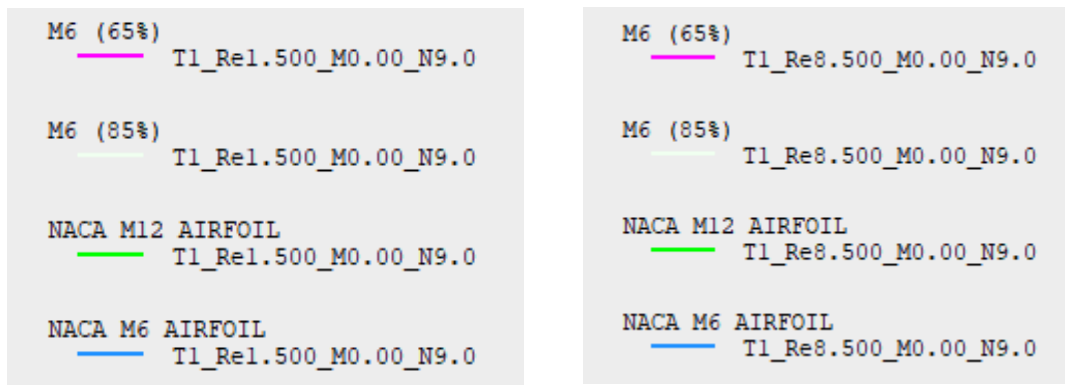 M6 (65%)
T1_Re1.500_M0.00_N9.0
M6 (85%)
T1_Re1.500_M0.00_N9.0
NACA M12 AIRFOIL
T1_Re1.500_M0.00_N9.0
NACA M6 AIRFOIL
T1_Re1.500_M0.00_N9.0
M6 (65%)
T1_Re8.500_M0.00_N9.0
M6 (85%)
T1_Re8.500_M0.00_N9.0
NACA M12 AIRFOIL
T1_Re8.500_M0.00_N9.0
NACA M6 AIRFOIL
T1_Re8.500_M0.00_N9.0